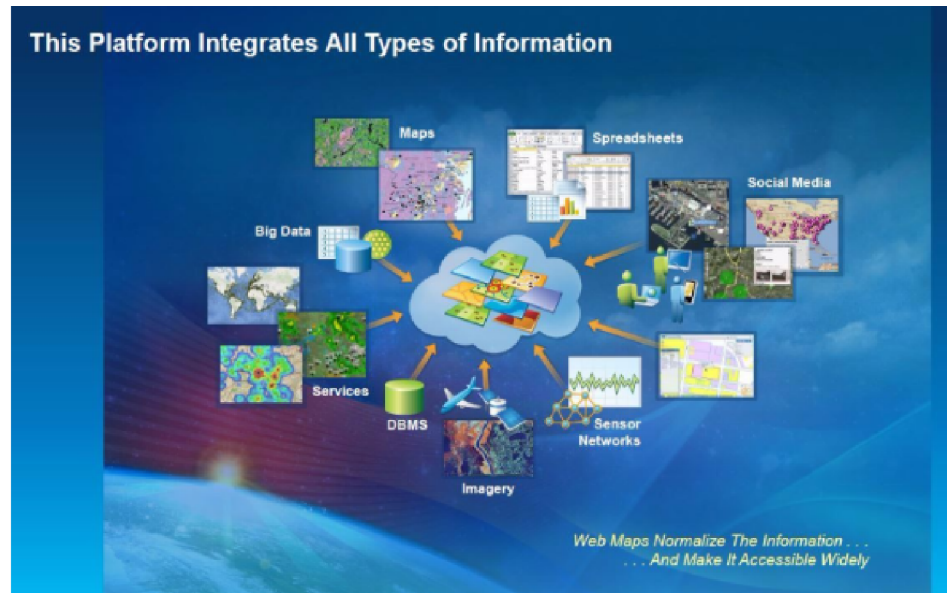 This Platform Integrates All Types of Information
Maps
Spreadsheets
Social Media
Big Data
Services
DBMS
Sensor
Networks
Imagery
Web Maps Normalize The Information . . .
. . . And Make It Accessible Widely